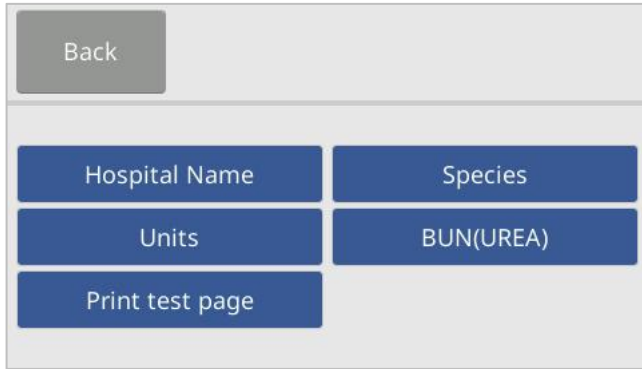 Back
Hospital Name
Species
Units
BUN(UREA)
Print test page